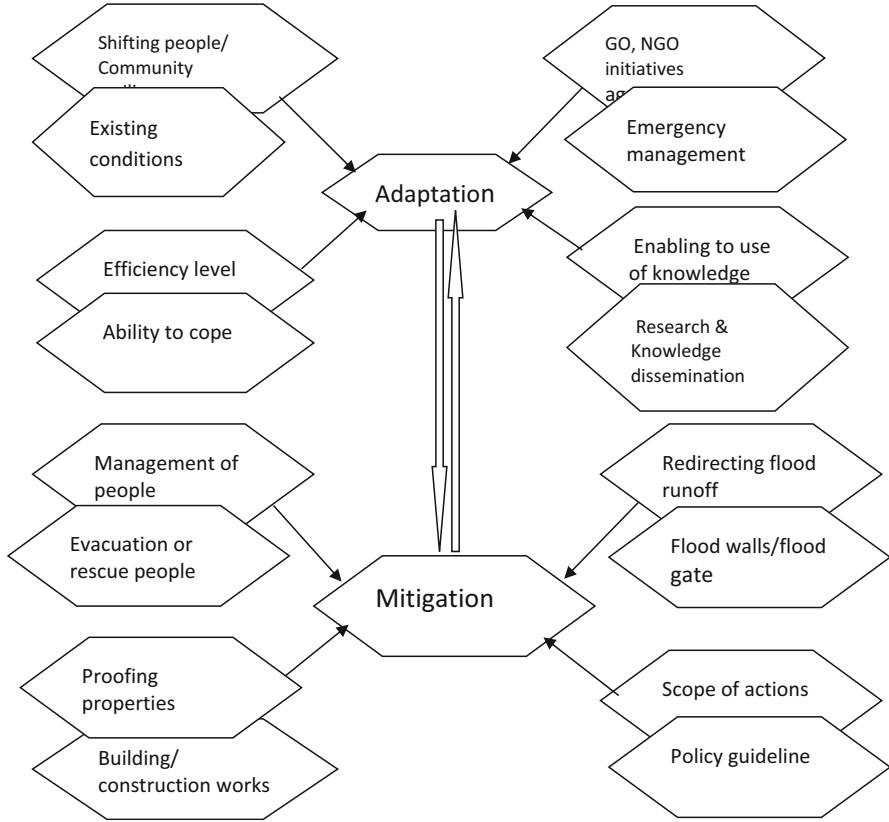 Shifting people/
Community
Existing
conditions
GO, NGO
initiatives
Emergency
management
Adaptation
Efficiency level
Ability to cope
Enabling to use
of knowledge
Research &
Knowledge
dissemination
Management of
people
Evacuation or
rescue people
Redirecting flood
runoff
Flood walls/flood
gate
Mitigation
Proofing
properties
Building/
construction works
Scope of actions
Policy guideline